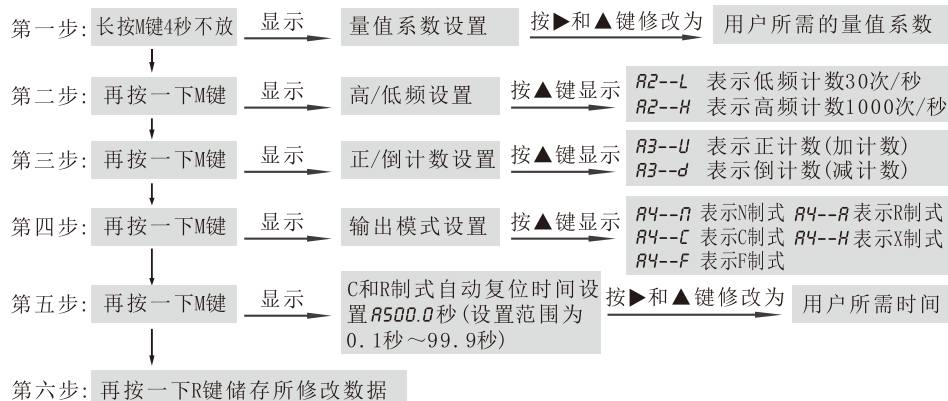 第一步: 长按M键4秒不放 显示 量值系数设置 按▶和▲键修改为 用户所需的量值系数
第二步: 再按一下M键 显示 高/低频设置 按▲键显示 A2--L 表示低频计数30次/秒
A2--H 表示高频计数1000次/秒
第三步: 再按一下M键 显示 正/倒计数设置 按▲键显示 A3--U 表示正计数(加计数)
A3--d 表示倒计数(减计数)
第四步: 再按一下M键 显示 输出模式设置 按▲键显示 A4--N 表示N制式 A4--R 表示R制式
A4--C 表示C制式 A4--H 表示X制式
A4--F 表示F制式
第五步: 再按一下M键 显示 C和R制式自动复位时间设
置A500.0秒(设置范围为
0.1秒～99.9秒) 按▶和▲键修改为 用户所需时间
第六步: 再按一下R键储存所修改数据